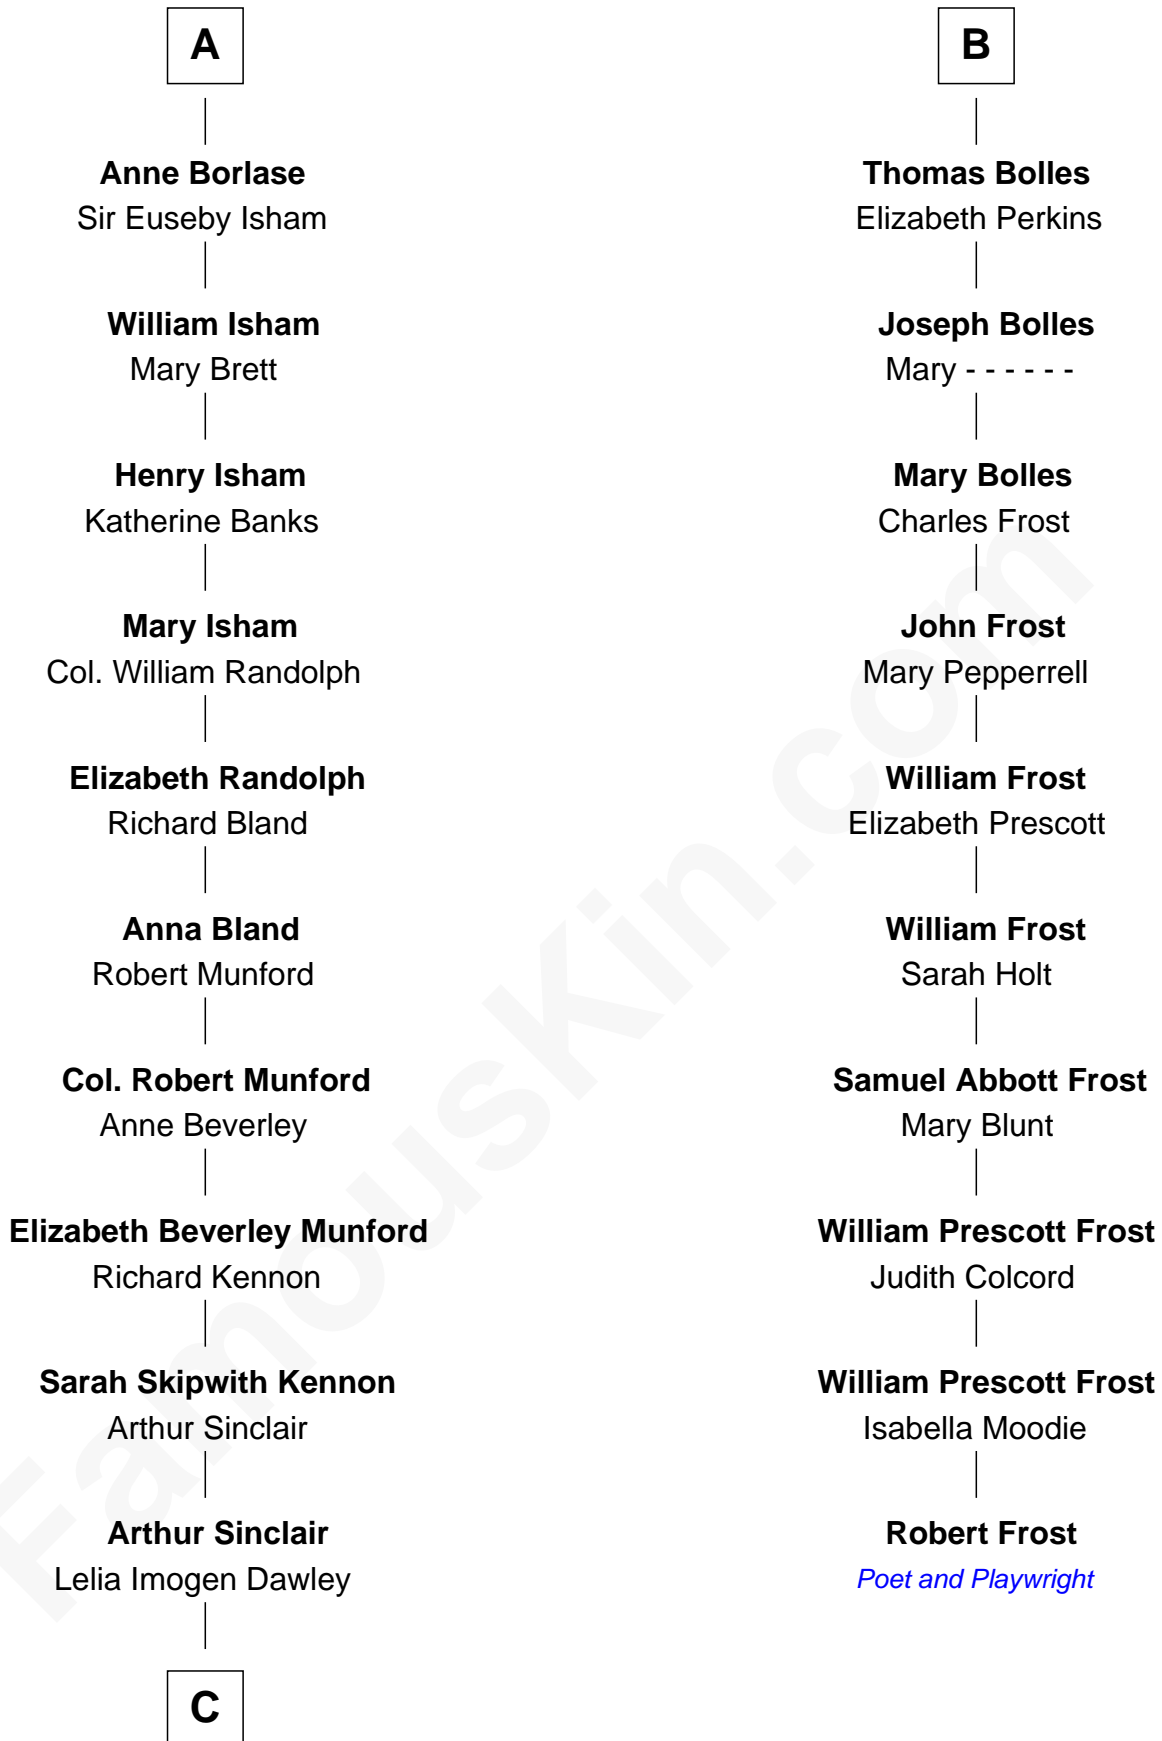 A
Anne Borlase
Sir Euseby Isham
William Isham
Mary Brett
Henry Isham
Katherine Banks
Mary Isham
Col. William Randolph
Elizabeth Randolph
Richard Bland
Anna Bland
Robert Munford
Col. Robert Munford
Anne Beverley
Elizabeth Beverley Munford
Richard Kennon
Sarah Skipwith Kennon
Arthur Sinclair
Arthur Sinclair
Lelia Imogen Dawley
C
B
Thomas Bolles
Elizabeth Perkins
Joseph Bolles
Mary - - - - - -
Mary Bolles
Charles Frost
John Frost
Mary Pepperrell
William Frost
Elizabeth Prescott
William Frost
Sarah Holt
Samuel Abbott Frost
Mary Blunt
William Prescott Frost
Judith Colcord
William Prescott Frost
Isabella Moodie
Robert Frost
Poet and Playwright
FamousKin.com